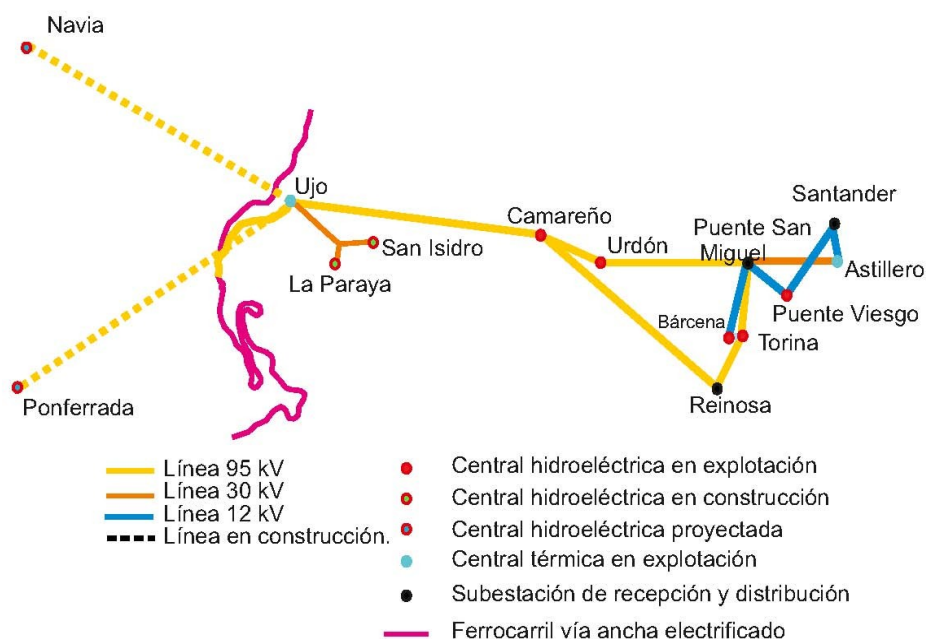 Navia
Ujo
San Isidro
La Paraya
Ponferrada
Camareño
Urdón
Santander
Puente San
Miguel
Astillero
Puente Viesgo
Bárcena
Torina
Reinosa
Línea 95 kV
Línea 30 kV
Línea 12 kV
Línea en construcción.
Central hidroeléctrica en explotación
Central hidroeléctrica en construcción
Central hidroeléctrica proyectada
Central térmica en explotación
Subestación de recepción y distribución
Ferrocarril vía ancha electrificado